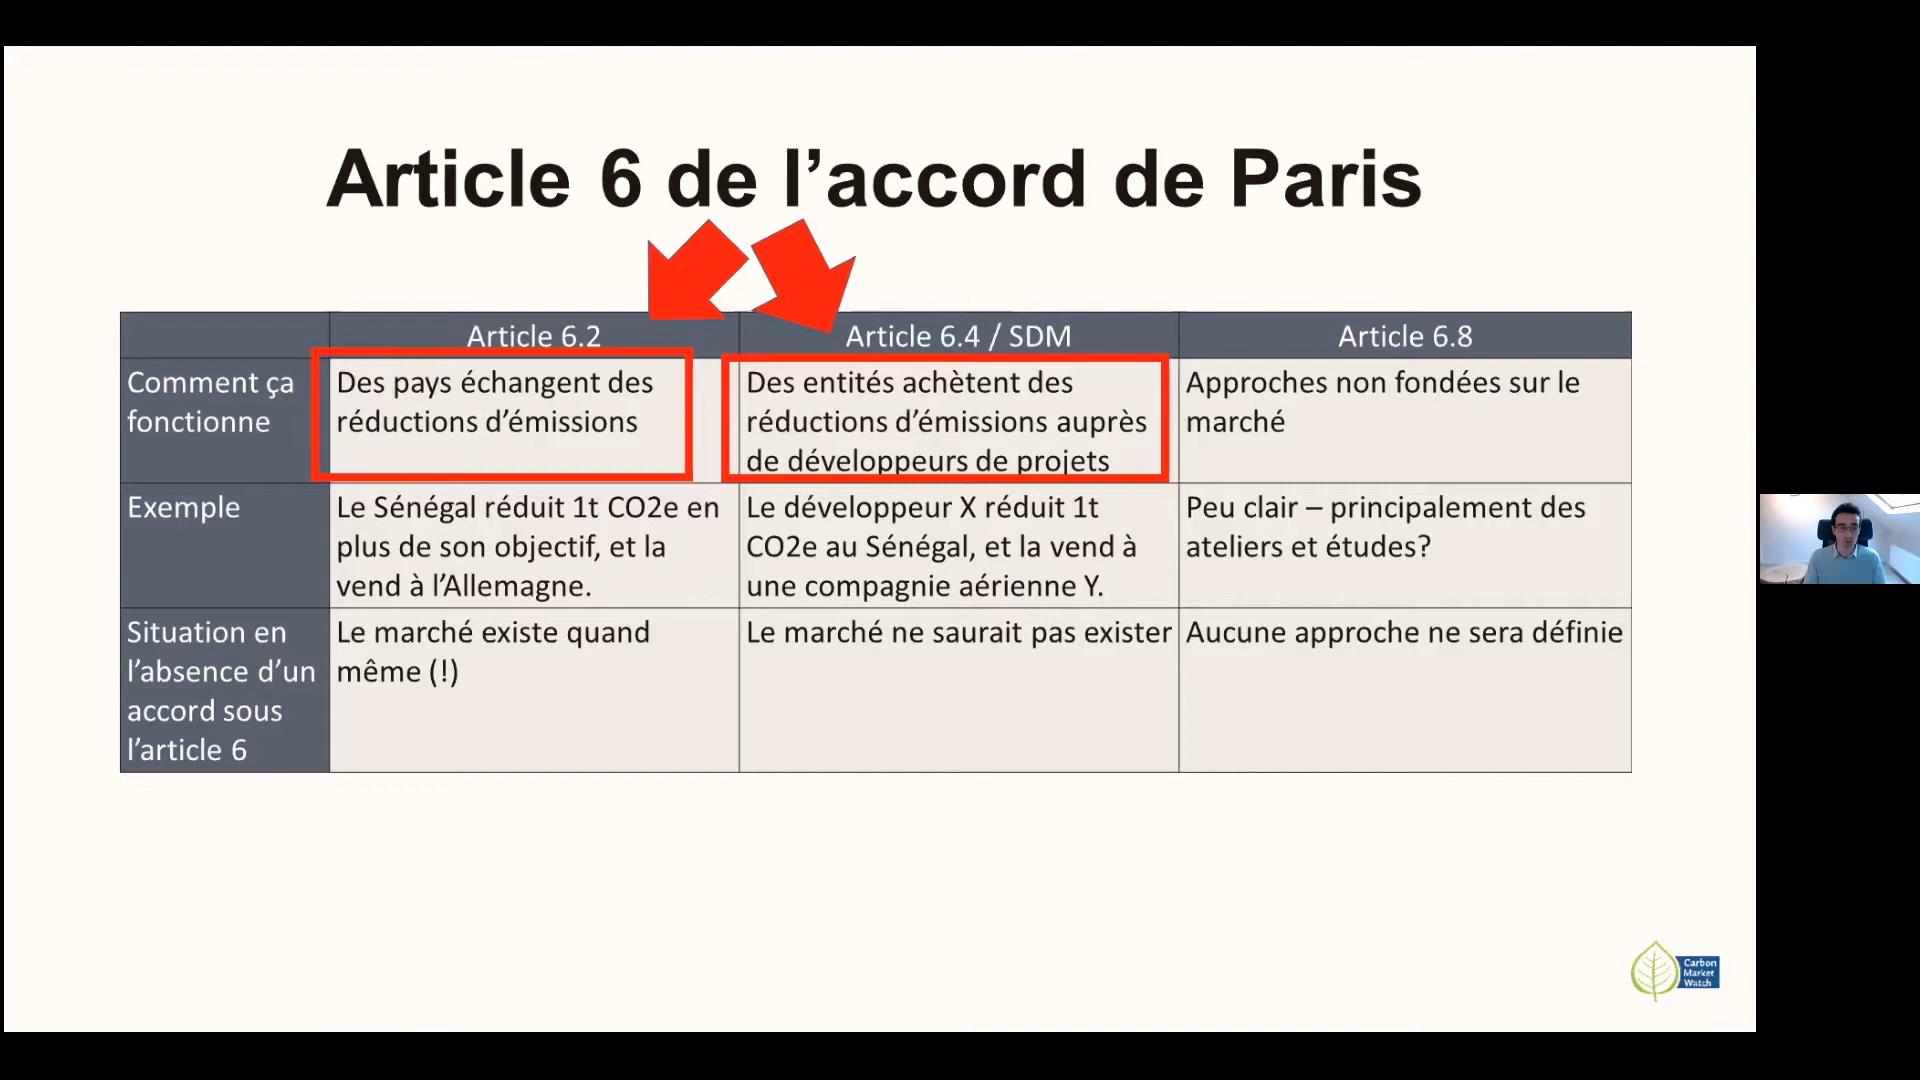 Article 6 de l’accord de Paris
Article 6.2
Article 6.4 / SDM
Article 6.8
Comment ça
fonctionne
Des pays échangent des
réductions d’émissions
Des entités achètent des
réductions d’émissions auprès
de développeurs de projets
Approches non fondées sur le
marché
Exemple
Le Sénégal réduit 1t CO2e en
plus de son objectif, et la
vend à l’Allemagne.
Le développeur X réduit 1t
CO2e au Sénégal, et la vend à
une compagnie aérienne Y.
Peu clair – principalement des
ateliers et études?
Situation en
l’absence d’un
accord sous
l’article 6
Le marché existe quand
même (!)
Le marché ne saurait pas exister
Aucune approche ne sera définie
Carbon
Market
Watch